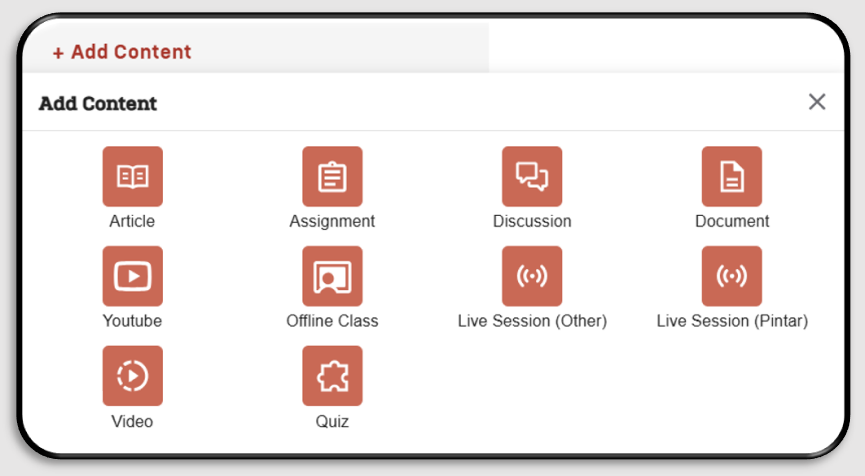 + Add Content
Add Content
Article
Assignment
Discussion
Document
Youtube
Offline Class
Live Session (Other)
Live Session (Pintar)
Video
Quiz